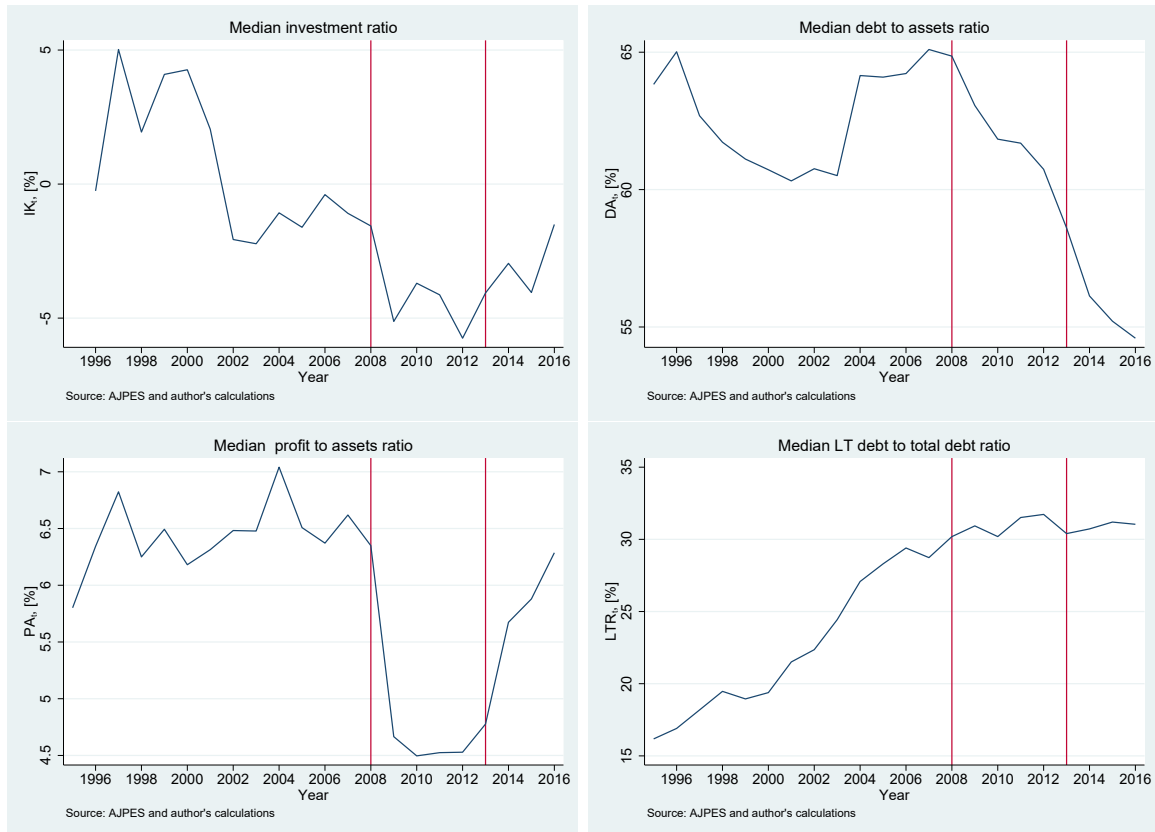 Median investment ratio
IKₜ, [%]
5
0
-5
1996 1998 2000 2002 2004 2006 2008 2010 2012 2014 2016
Year
Source: AJPES and author's calculations
Median debt to assets ratio
DAₜ, [%]
65
60
55
1996 1998 2000 2002 2004 2006 2008 2010 2012 2014 2016
Year
Source: AJPES and author's calculations
Median  profit to assets ratio
PAₜ, [%]
7
6.5
6
5.5
5
4.5
1996 1998 2000 2002 2004 2006 2008 2010 2012 2014 2016
Year
Source: AJPES and author's calculations
Median LT debt to total debt ratio
LTRₜ, [%]
35
30
25
20
15
1996 1998 2000 2002 2004 2006 2008 2010 2012 2014 2016
Year
Source: AJPES and author's calculations